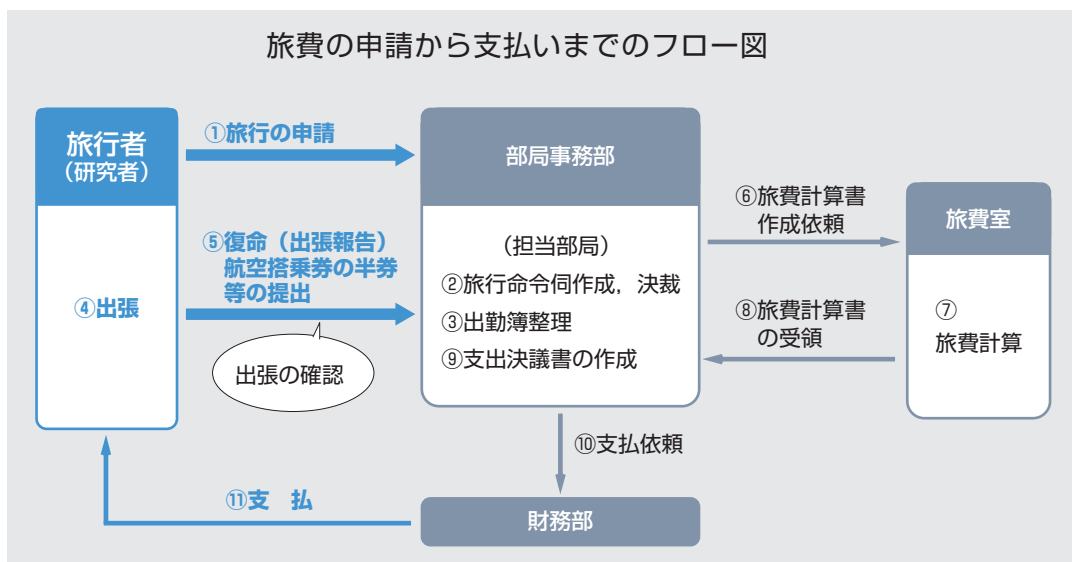 旅費の申請から支払いまでのフロー図
旅行者
（研究者）
①旅行の申請
部局事務部
⑤復命（出張報告）
航空搭乗券の半券
等の提出
④出張
出張の確認
（担当部局）
②旅行命令伺作成，決裁
③出勤簿整理
⑨支出決議書の作成
⑥旅費計算書
作成依頼
旅費室
⑧旅費計算書
の受領
⑦
旅費計算
⑩支払依頼
⑪支　払
財務部